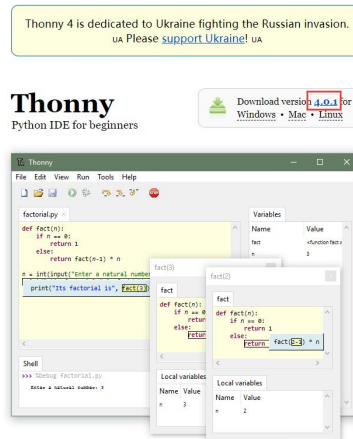 Thonny 4 is dedicated to Ukraine fighting the Russian invasion.
UA Please support Ukraine! UA
Thonny
Python IDE for beginners
Download version 4.0.1 for
Windows • Mac • Linux
Thonny
File Edit View Run Tools Help
factorial.py ×
def fact(n):
if n == 0:
return 1
else:
return fact(n-1) * n
n = int(input("Enter a natural number
print("Its factorial is", fact(3)
Shell
>>> %Debug factorial.py
Enter a natural number: 3
Variables
Name Value
fact <function fact a
n 3
fact(3)
fact
def fact(n):
if n == 0
retur
else:
retur
Local variables
Name Value
n 3
fact(2)
fact
def fact(n):
if n == 0:
return 1
else:
return fact(2-1) * n
Local variables
Name Value
n 2